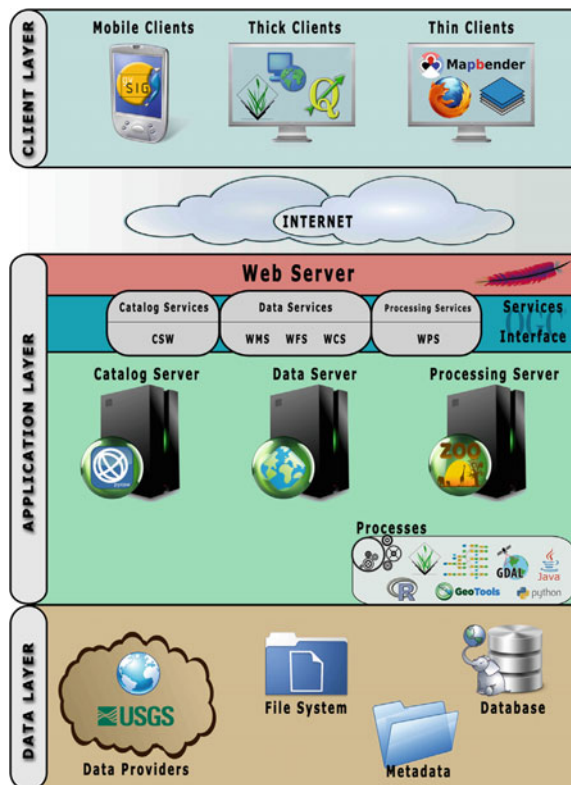 CLIENT LAYER
Mobile Clients
Thick Clients
Thin Clients
SIG
Q
Mapbender
INTERNET
APPLICATION LAYER
Web Server
Catalog Services
Data Services
Processing Services
Services
CSW
WMS WFS WCS
WPS
OGC
Interface
Catalog Server
Data Server
Processing Server
ZOO
Processes
GDAL
Java
R
GeoTools
python
DATA LAYER
USGS
Data Providers
File System
Metadata
Database